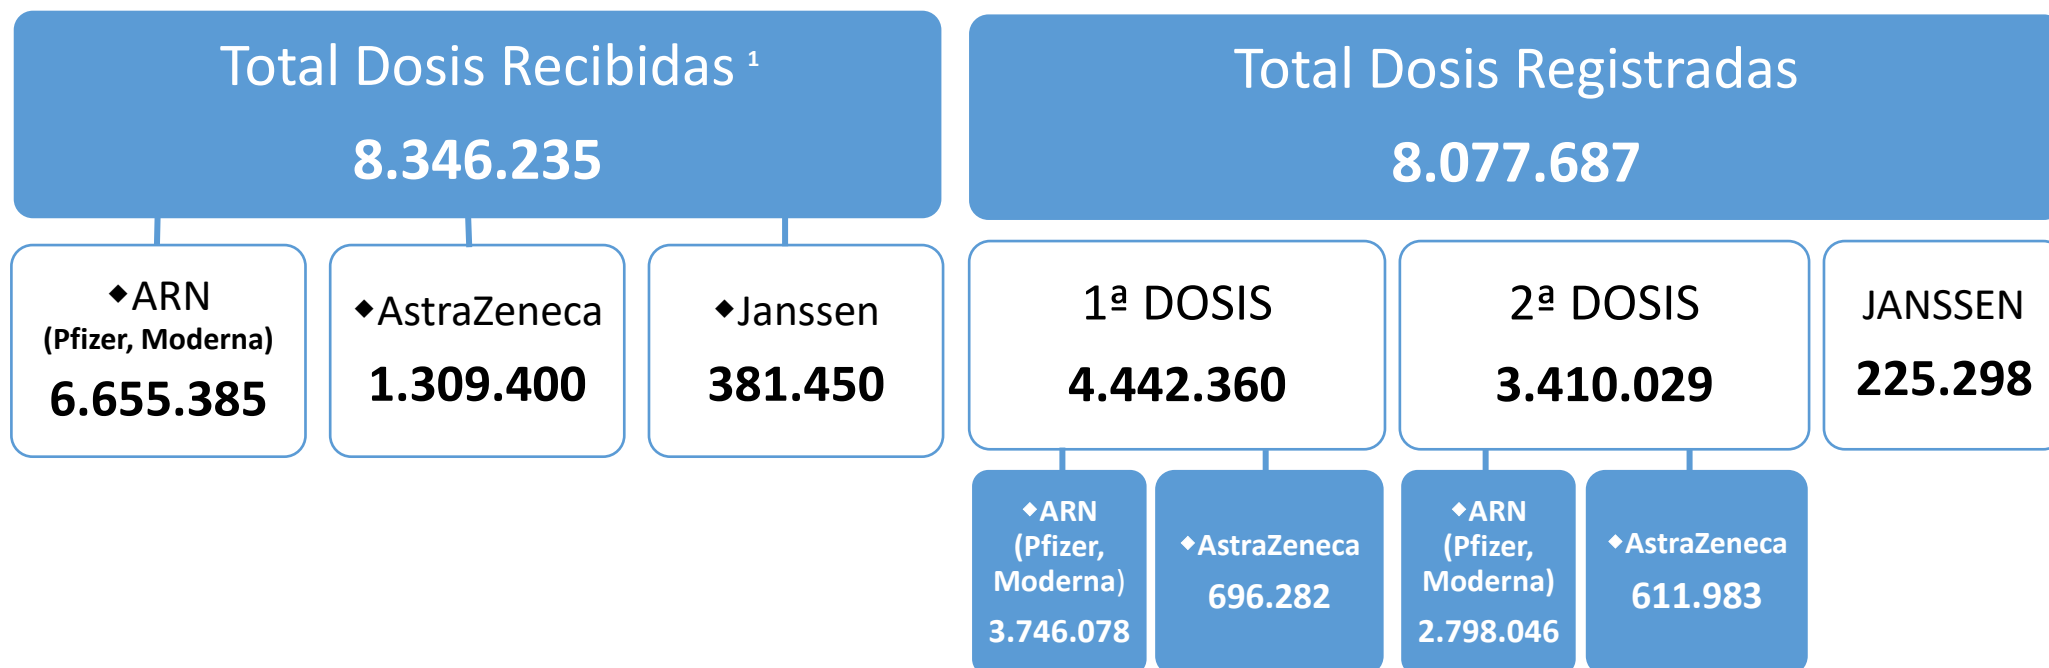 Total Dosis Recibidas ¹
8.346.235
◆ARN
(Pfizer, Moderna)
6.655.385
◆AstraZeneca
1.309.400
◆Janssen
381.450
Total Dosis Registradas
8.077.687
1ª DOSIS
4.442.360
2ª DOSIS
3.410.029
JANSSEN
225.298
◆ARN
(Pfizer,
Moderna)
3.746.078
◆AstraZeneca
696.282
◆ARN
(Pfizer,
Moderna)
2.798.046
◆AstraZeneca
611.983